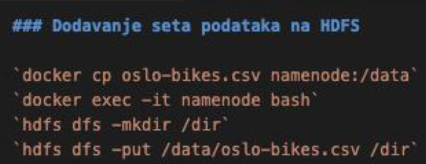 ### Dodavanje seta podataka na HDFS
`docker cp oslo-bikes.csv namenode:/data`
`docker exec -it namenode bash`
`hdfs dfs -mkdir /dir`
`hdfs dfs -put /data/oslo-bikes.csv /dir`